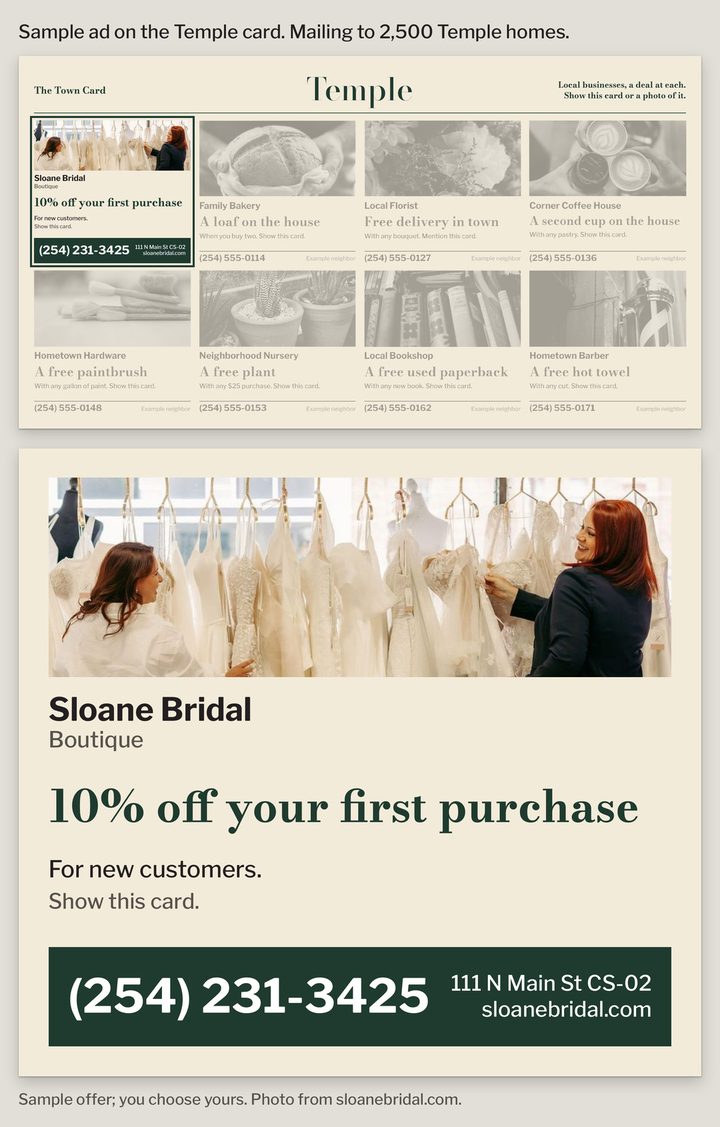 Sample ad on the Temple card. Mailing to 2,500 Temple homes.
The Town Card
Temple
Local businesses, a deal at each.
Show this card or a photo of it.
Sloane Bridal
Boutique
10% off your first purchase
For new customers.
Show this card.
(254) 231-3425
111 N Main St CS-02
sloanebridal.com
Family Bakery
A loaf on the house
When you buy two. Show this card.
(254) 555-0114
Example neighbor
Local Florist
Free delivery in town
With any bouquet. Mention this card.
(254) 555-0127
Example neighbor
Corner Coffee House
A second cup on the house
With any pastry. Show this card.
(254) 555-0136
Example neighbor
Hometown Hardware
A free paintbrush
With any gallon of paint. Show this card.
(254) 555-0148
Example neighbor
Neighborhood Nursery
A free plant
With any $25 purchase. Show this card.
(254) 555-0153
Example neighbor
Local Bookshop
A free used paperback
With any new book. Show this card.
(254) 555-0162
Example neighbor
Hometown Barber
A free hot towel
With any cut. Show this card.
(254) 555-0171
Example neighbor
Sloane Bridal
Boutique
10% off your first purchase
For new customers.
Show this card.
(254) 231-3425
111 N Main St CS-02
sloanebridal.com
Sample offer; you choose yours. Photo from sloanebridal.com.